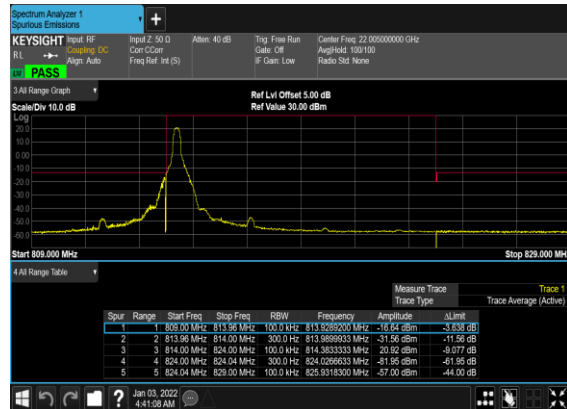 Spectrum Analyzer 1
Spurious Emissions
+
KEYSIGHT Input: RF Input Z: 50 Ω Atten: 40 dB Trig: Free Run Center Freq: 22.005000000 GHz
RL Coupling: DC Corr CCorr Gate: Off Avg|Hold: 100/100
Align: Auto Freq Ref: Int (S) IF Gain: Low Radio Std: None
PASS
3 All Range Graph
Ref Lvl Offset 5.00 dB
Scale/Div 10.0 dB Ref Value 30.00 dBm
Log
20.0
10.0
0.00
-10.0
-20.0
-30.0
-40.0
-50.0
-60.0
Start 809.000 MHz Stop 829.000 MHz
4 All Range Table
Measure Trace Trace 1
Trace Type Trace Average (Active)
Spur Range Start Freq Stop Freq RBW Frequency Amplitude ΔLimit
1 1 809.00 MHz 813.96 MHz 100.0 kHz 813.9289200 MHz -16.64 dBm -3.638 dB
2 2 813.96 MHz 814.00 MHz 300.0 Hz 813.9899933 MHz -31.56 dBm -11.56 dB
3 3 814.00 MHz 824.00 MHz 100.0 kHz 814.3833333 MHz 20.92 dBm -9.077 dB
4 4 824.00 MHz 824.04 MHz 300.0 Hz 824.0266633 MHz -81.95 dBm -61.95 dB
5 5 824.04 MHz 829.00 MHz 100.0 kHz 825.9318300 MHz -57.00 dBm -44.00 dB
? Jan 03, 2022
4:41:08 AM